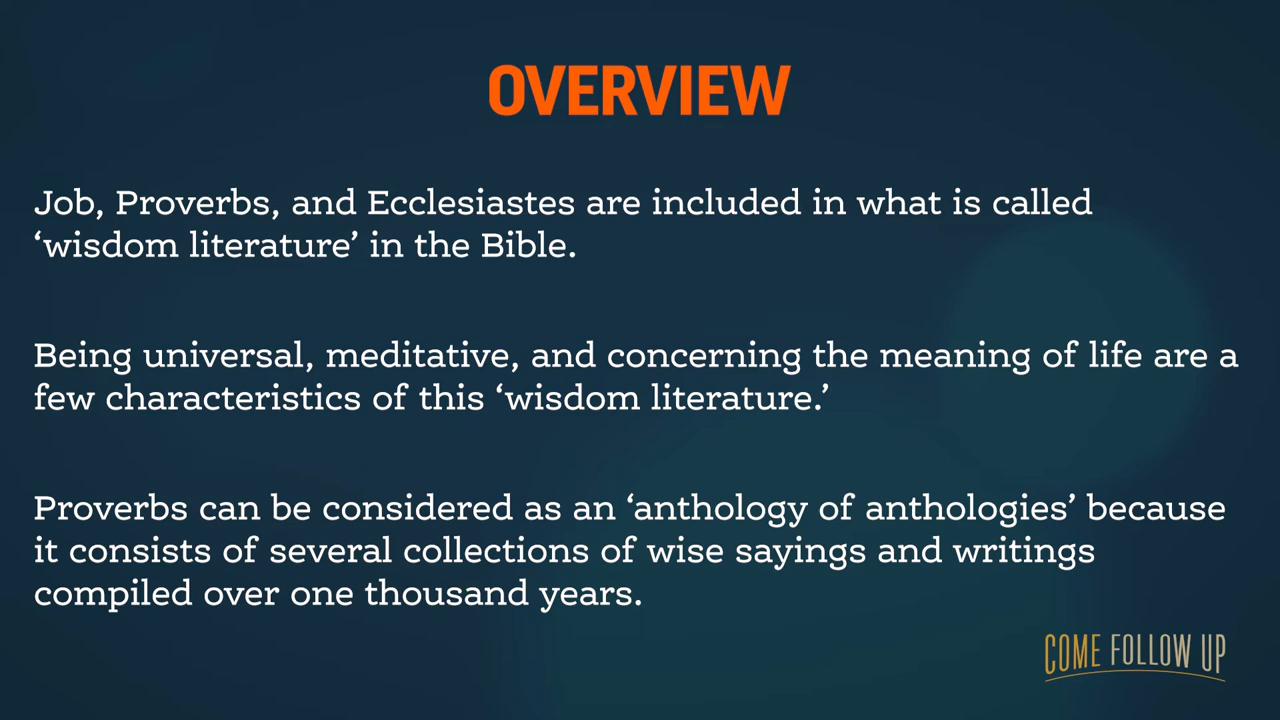 OVERVIEW
Job, Proverbs, and Ecclesiastes are included in what is called
‘wisdom literature’ in the Bible.
Being universal, meditative, and concerning the meaning of life are a
few characteristics of this ‘wisdom literature.’
Proverbs can be considered as an ‘anthology of anthologies’ because
it consists of several collections of wise sayings and writings
compiled over one thousand years.
COME FOLLOW UP